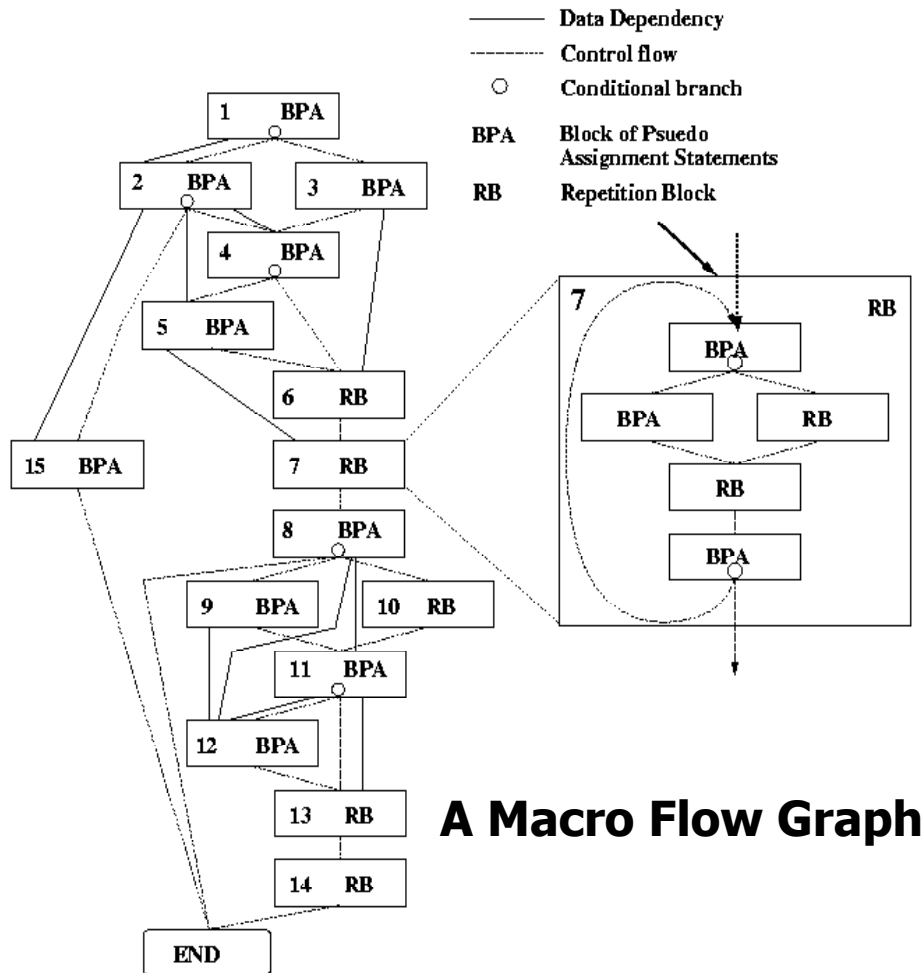 Data Dependency
Control flow
Conditional branch
BPA Block of Psuedo
Assignment Statements
RB Repetition Block
1 BPA
2 BPA
3 BPA
4 BPA
5 BPA
6 RB
15 BPA
7 RB
8 BPA
9 BPA
10 RB
11 BPA
12 BPA
13 RB
14 RB
END
7 RB
BPA
BPA RB
RB
BPA
A Macro Flow Graph